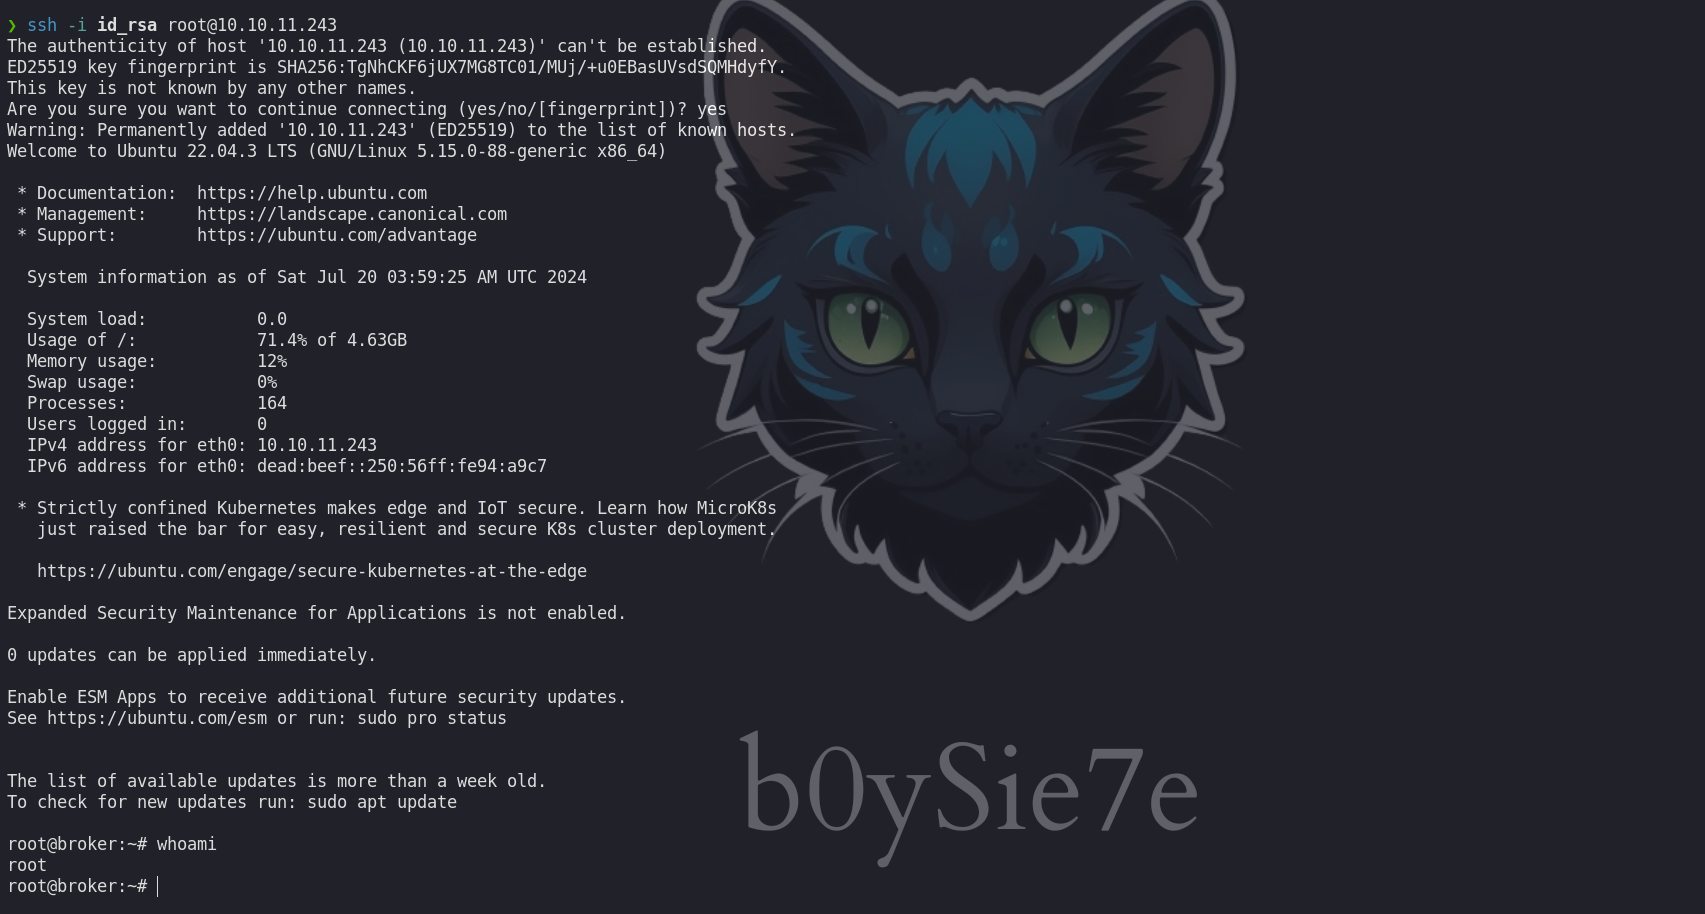 ❯ ssh -i id_rsa root@10.10.11.243
The authenticity of host '10.10.11.243 (10.10.11.243)' can't be established.
ED25519 key fingerprint is SHA256:TgNhCKF6jUX7MG8TC01/MUj/+u0EBasUVsdSQMHdyfY.
This key is not known by any other names.
Are you sure you want to continue connecting (yes/no/[fingerprint])? yes
Warning: Permanently added '10.10.11.243' (ED25519) to the list of known hosts.
Welcome to Ubuntu 22.04.3 LTS (GNU/Linux 5.15.0-88-generic x86_64)
* Documentation:  https://help.ubuntu.com
* Management:     https://landscape.canonical.com
* Support:        https://ubuntu.com/advantage
System information as of Sat Jul 20 03:59:25 AM UTC 2024
System load:           0.0
Usage of /:            71.4% of 4.63GB
Memory usage:          12%
Swap usage:            0%
Processes:             164
Users logged in:       0
IPv4 address for eth0: 10.10.11.243
IPv6 address for eth0: dead:beef::250:56ff:fe94:a9c7
* Strictly confined Kubernetes makes edge and IoT secure. Learn how MicroK8s
just raised the bar for easy, resilient and secure K8s cluster deployment.
https://ubuntu.com/engage/secure-kubernetes-at-the-edge
Expanded Security Maintenance for Applications is not enabled.
0 updates can be applied immediately.
Enable ESM Apps to receive additional future security updates.
See https://ubuntu.com/esm or run: sudo pro status
The list of available updates is more than a week old.
To check for new updates run: sudo apt update
root@broker:~# whoami
root
root@broker:~#
b0ySie7e